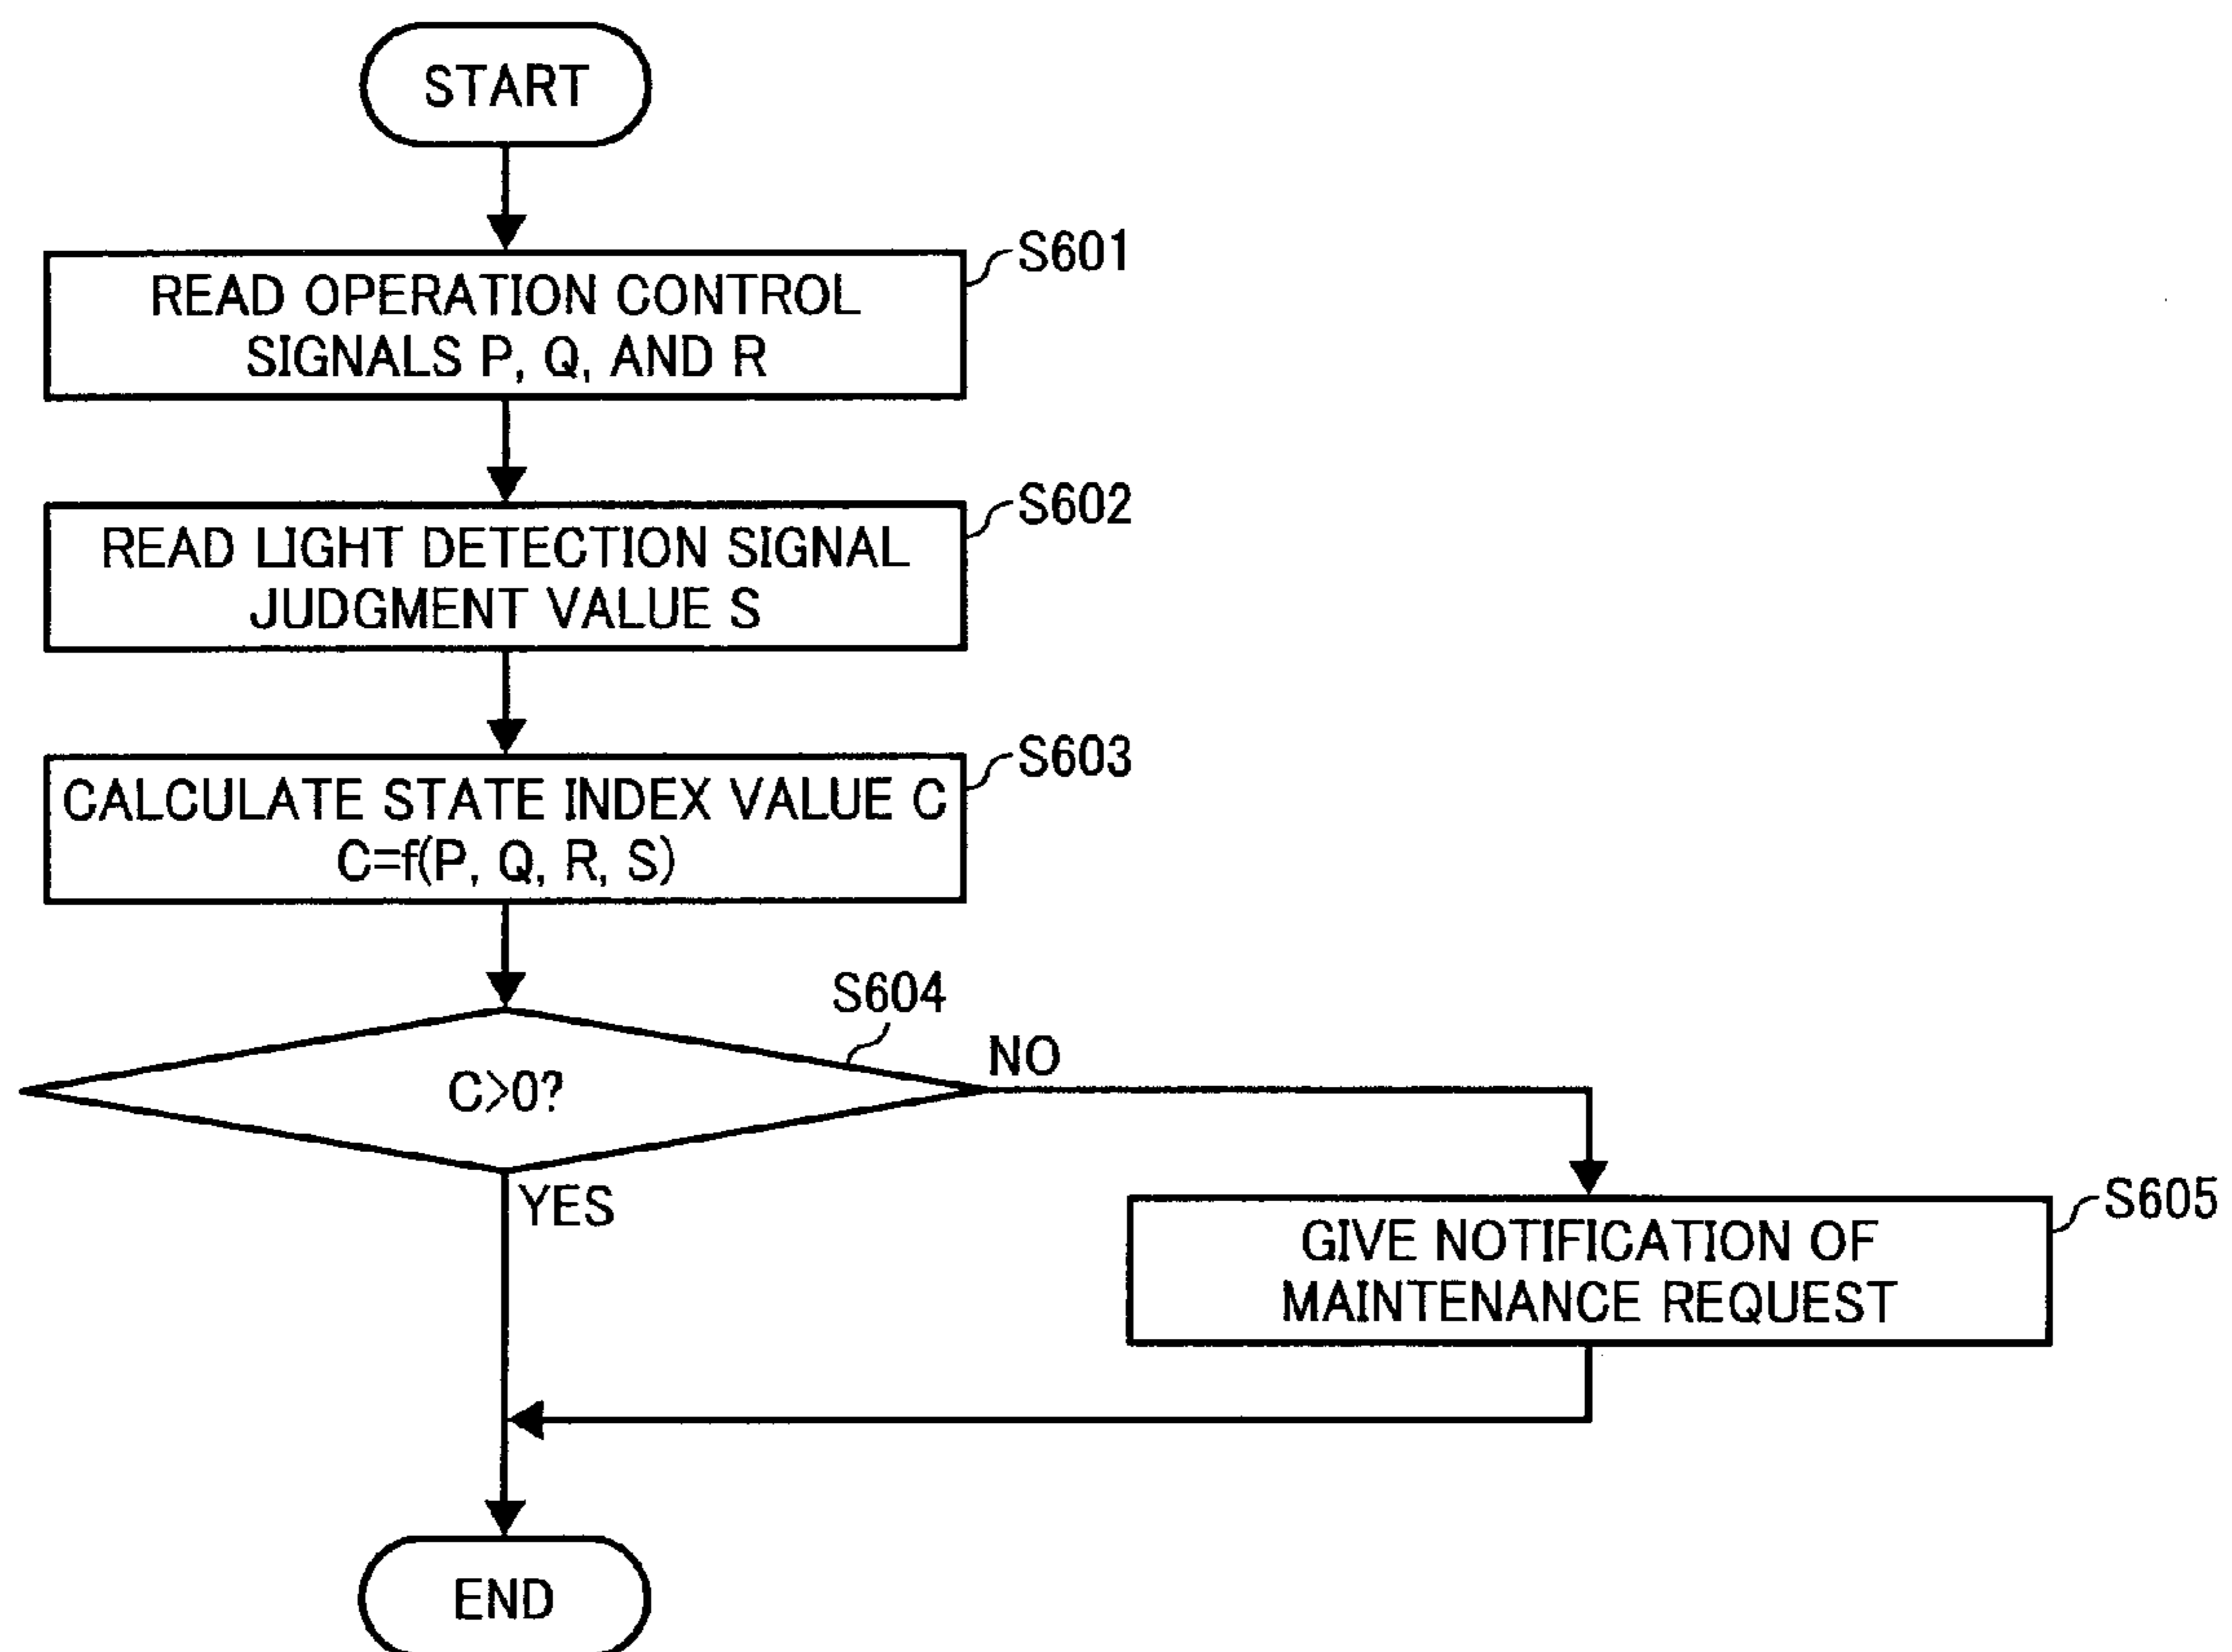 START
READ OPERATION CONTROL
SIGNALS P, Q, AND R
S601
READ LIGHT DETECTION SIGNAL
JUDGMENT VALUE S
S602
CALCULATE STATE INDEX VALUE C
C=f(P, Q, R, S)
S603
S604
C>0?
NO
YES
GIVE NOTIFICATION OF
MAINTENANCE REQUEST
S605
END